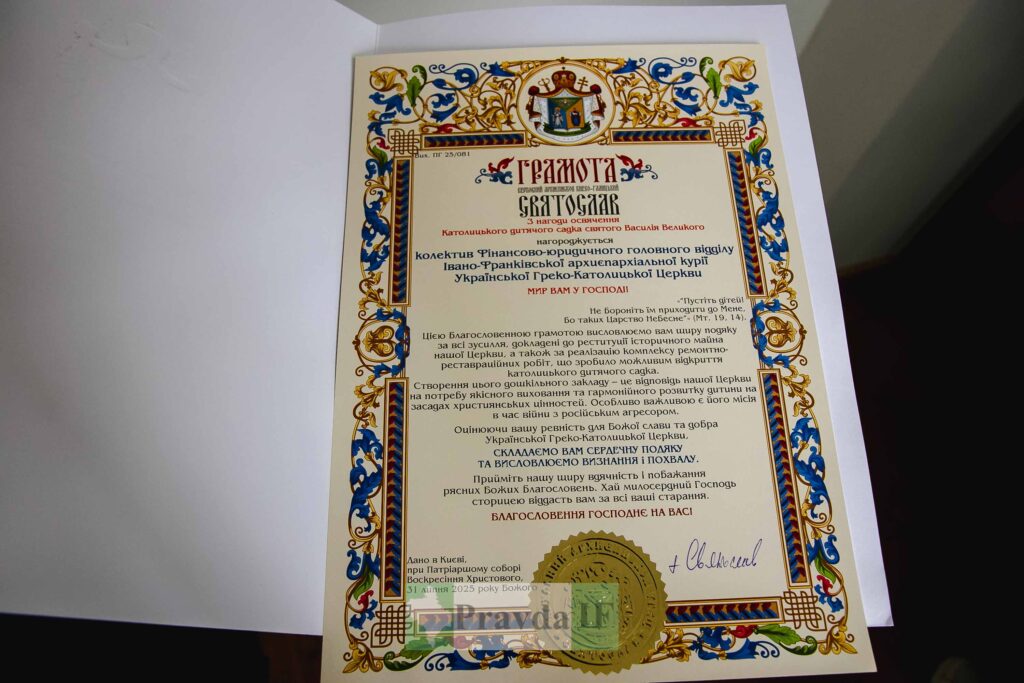 Вих. ПГ 25/081
ГРАМОТА
ВЕРХОВНИЙ АРХИЄПИСКОП КИЄВО-ГАЛИЦЬКИЙ
СВЯТОСЛАВ
З нагоди освячення
Католицького дитячого садка святого Василія Великого
нагороджується
колектив Фінансово-юридичного головного відділу
Івано-Франківської архиєпархіальної курії
Української Греко-Католицької Церкви
МИР ВАМ У ГОСПОДІ!
«"Пустіть дітей!
Не Бороніть їм приходити до Мене,
Бо таких Царство Небесне"» (Мт. 19, 14).
Цією Благословенною грамотою висловлюємо вам щиру подяку
за всі зусилля, докладені до реституції історичного майна
нашої Церкви, а також за реалізацію комплексу ремонтно-
реставраційних робіт, що зробило можливим відкриття
католицького дитячого садка.
Створення цього дошкільного закладу – це відповідь нашої Церкви
на потребу якісного виховання та гармонійного розвитку дитини на
засадах християнських цінностей. Особливо важливою є його місія
в час війни з російським агресором.
Оцінюючи вашу ревність для Божої слави та добра
Української Греко-Католицької Церкви,
СКЛАДАЄМО ВАМ СЕРДЕЧНУ ПОДЯКУ
ТА ВИСЛОВЛЮЄМО ВИЗНАННЯ і ПОХВАЛУ.
Прийміть нашу щиру вдячність і побажання
рясних Божих Благословень. Хай милосердний Господь
сторицею віддасть вам за всі ваші старання.
БЛАГОСЛОВЕННЯ ГОСПОДНЄ НА ВАС!
Дано в Києві,
при Патріаршому соборі
Воскресіння Христового,
31 липня 2025 року Божого
+ Святослав
Pravda IF